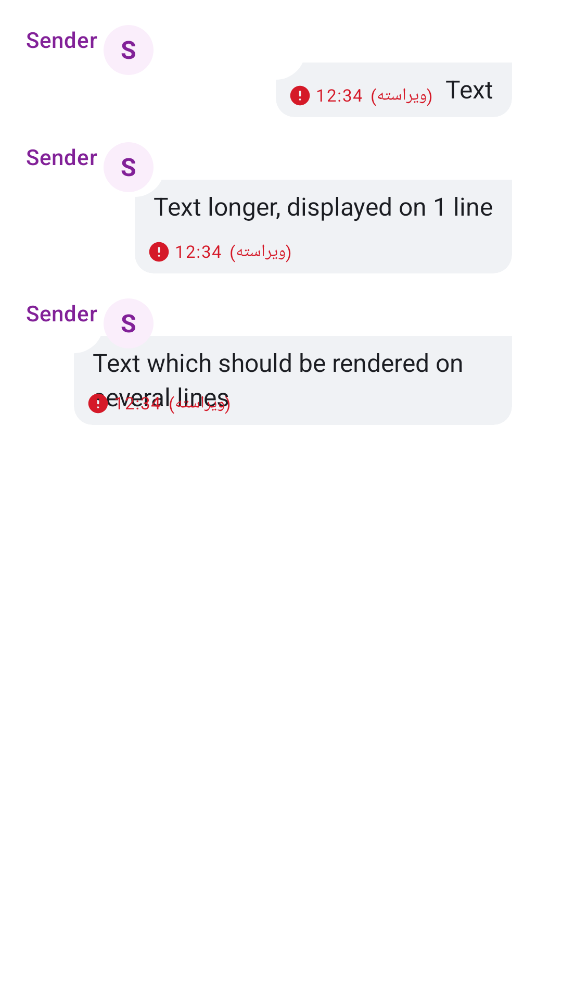 Sender
S
Text
12:34 (ویراسته)
Sender
S
Text longer, displayed on 1 line
12:34 (ویراسته)
Sender
S
Text which should be rendered on
several lines
12:34 (ویراسته)